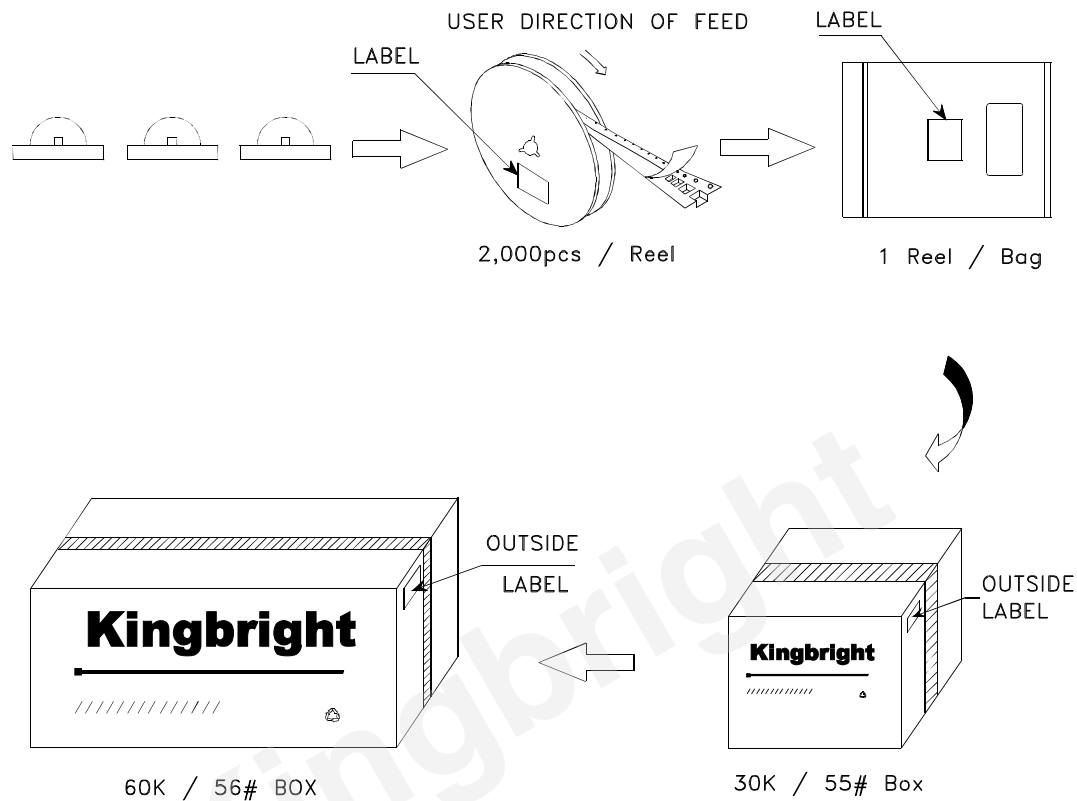 USER DIRECTION OF FEED
LABEL
LABEL
2,000pcs / Reel
1 Reel / Bag
OUTSIDE
LABEL
OUTSIDE
LABEL
Kingbright
Kingbright
60K / 56# BOX
30K / 55# Box
Kingbright